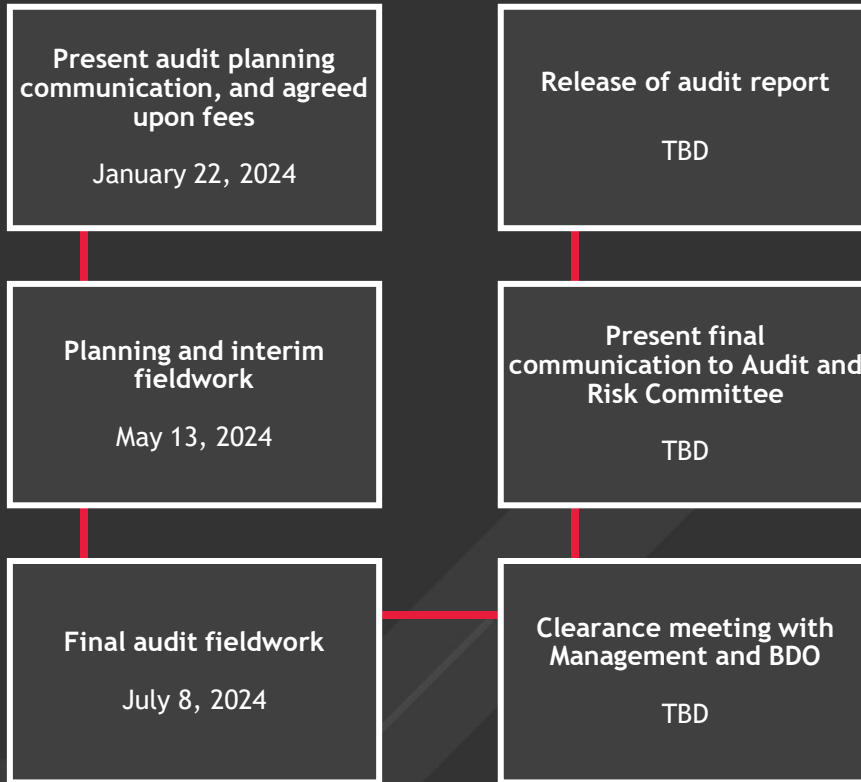 Present audit planning
communication, and agreed
upon fees
January 22, 2024
Planning and interim
fieldwork
May 13, 2024
Final audit fieldwork
July 8, 2024
Clearance meeting with
Management and BDO
TBD
Present final
communication to Audit and
Risk Committee
TBD
Release of audit report
TBD